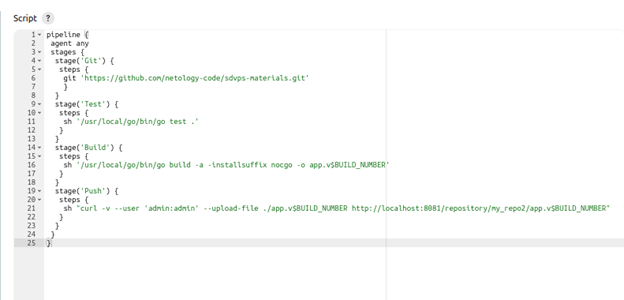 Script ?
1 pipeline {
2 agent any
3 stages {
4 stage('Git') {
5 steps {
6 git 'https://github.com/netology-code/sdvps-materials.git'
7 }
8 }
9 stage('Test') {
10 steps {
11 sh '/usr/local/go/bin/go test .'
12 }
13 }
14 stage('Build') {
15 steps {
16 sh '/usr/local/go/bin/go build -a -installsuffix nocgo -o app.v$BUILD_NUMBER'
17 }
18 }
19 stage('Push') {
20 steps {
21 sh "curl -v --user 'admin:admin' --upload-file ./app.v$BUILD_NUMBER http://localhost:8081/repository/my_repo2/app.v$BUILD_NUMBER"
22 }
23 }
24 }
25 }